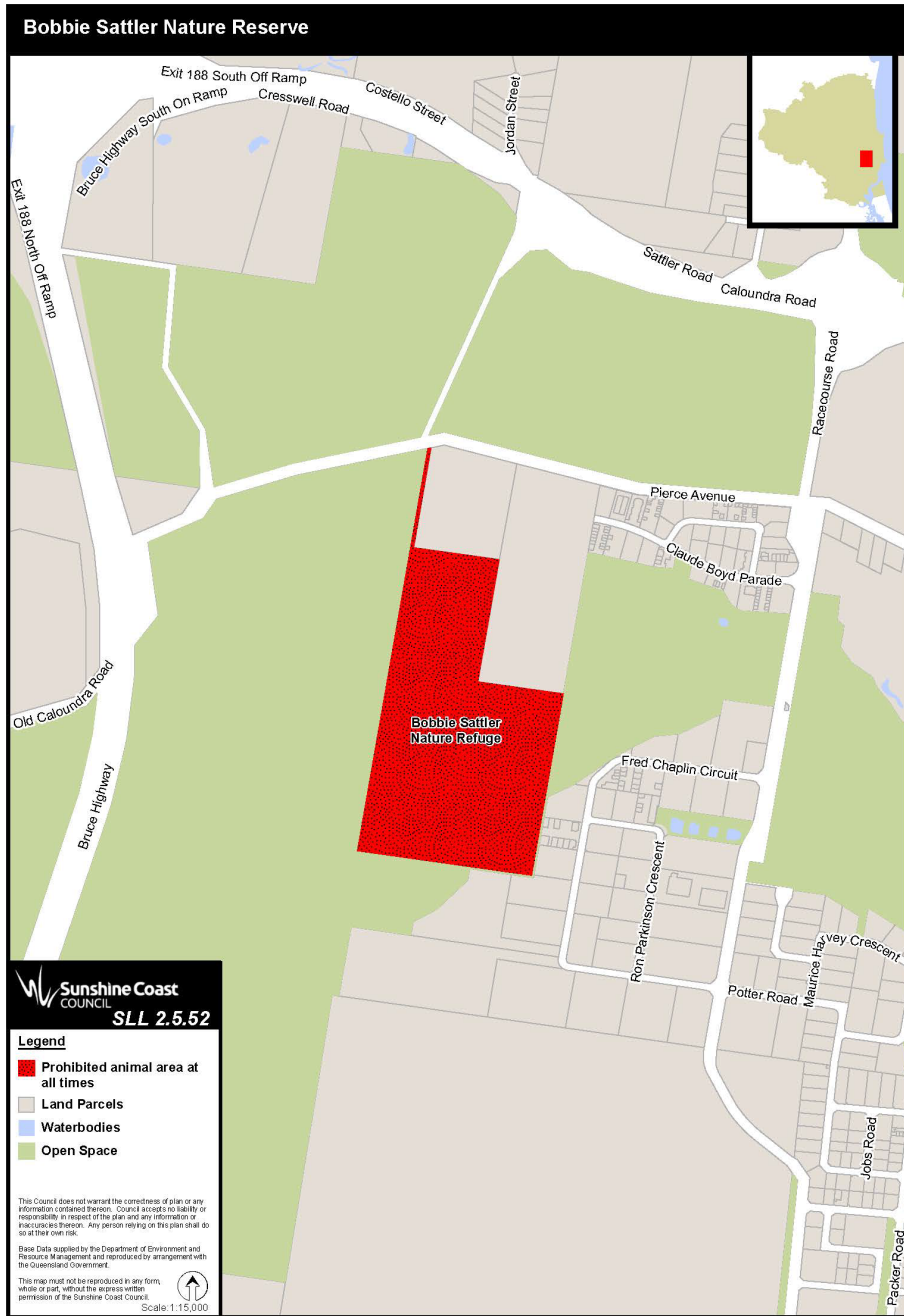 Bobbie Sattler Nature Reserve
Exit 188 South Off Ramp
Bruce Highway South On Ramp
Cresswell Road
Costello Street
Jordan Street
Exit 188 North Off Ramp
Sattler Road
Caloundra Road
Racecourse Road
Pierce Avenue
Claude Boyd Parade
Old Caloundra Road
Bobbie Sattler
Nature Refuge
Fred Chaplin Circuit
Bruce Highway
Ron Parkinson Crescent
Maurice Harvey Crescent
Potter Road
Jobs Road
Packer Road
Sunshine Coast
COUNCIL
SLL 2.5.52
Legend
Prohibited animal area at
all times
Land Parcels
Waterbodies
Open Space
This Council does not warrant the correctness of plan or any
information contained thereon. Council accepts no liability or
responsibility in respect of the plan and any information or
inaccuracies thereon. Any person relying on this plan shall do
so at their own risk.
Base Data supplied by the Department of Environment and
Resource Management and reproduced by arrangement with
the Queensland Government.
This map must not be reproduced in any form,
whole or part, without the express written
permission of the Sunshine Coast Council.
Scale: 1:15,000